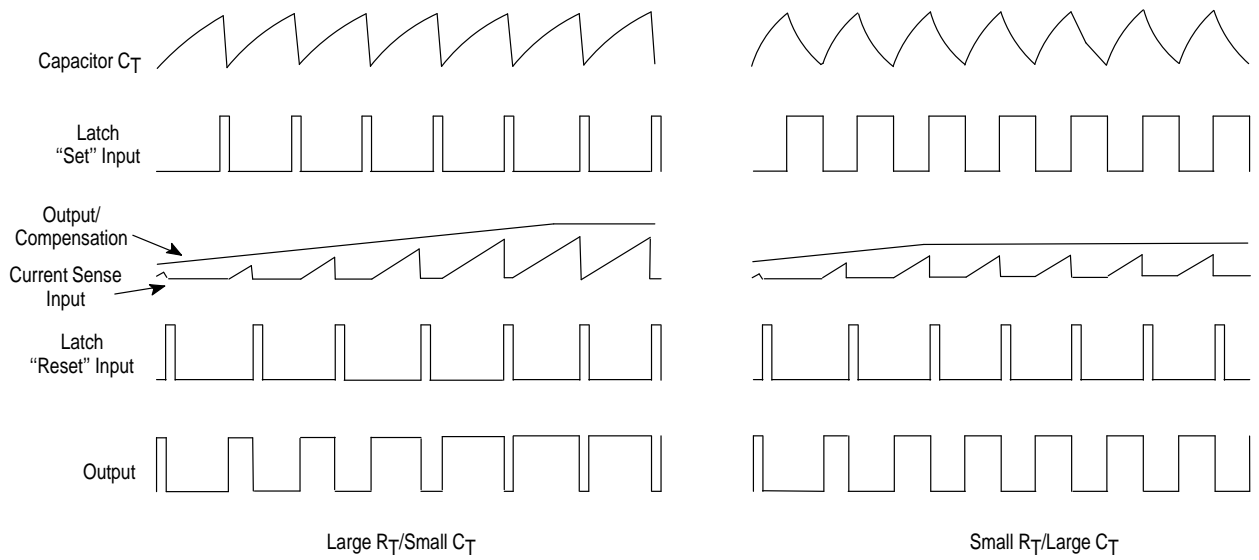 Capacitor CT
Latch
“Set” Input
Output/
Compensation
Current Sense
Input
Latch
“Reset” Input
Output
Large RT/Small CT
Small RT/Large CT